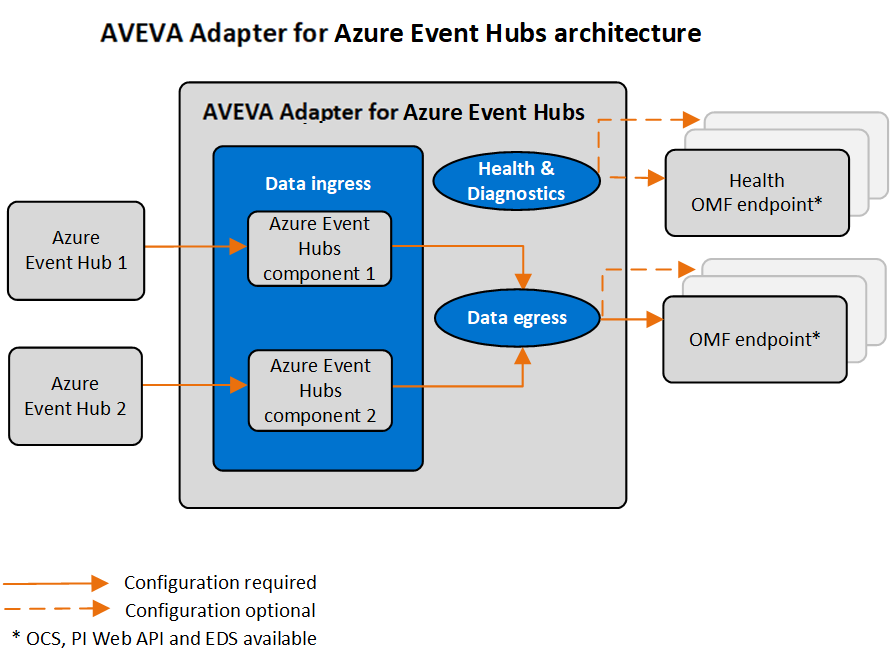 AVEVA Adapter for Azure Event Hubs architecture
AVEVA Adapter for Azure Event Hubs
Data ingress
Health &
Diagnostics
Health
OMF endpoint*
Azure
Event Hub 1
Azure Event
Hubs
component 1
Data egress
OMF endpoint*
Azure
Event Hub 2
Azure Event
Hubs
component 2
Configuration required
Configuration optional
* OCS, PI Web API and EDS available